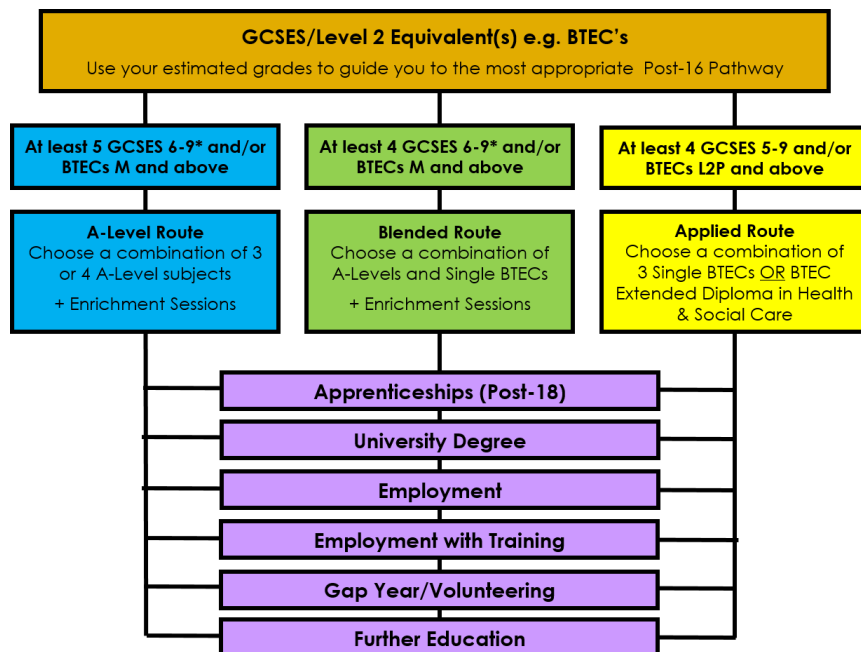 GCSES/Level 2 Equivalent(s) e.g. BTEC's
Use your estimated grades to guide you to the most appropriate Post-16 Pathway
At least 5 GCSES 6-9* and/or
BTECs M and above
At least 4 GCSES 6-9* and/or
BTECs M and above
At least 4 GCSES 5-9 and/or
BTECs L2P and above
A-Level Route
Choose a combination of 3
or 4 A-Level subjects
+ Enrichment Sessions
Blended Route
Choose a combination of
A-Levels and Single BTECs
+ Enrichment Sessions
Applied Route
Choose a combination of
3 Single BTECs OR BTEC
Extended Diploma in Health
& Social Care
Apprenticeships (Post-18)
University Degree
Employment
Employment with Training
Gap Year/Volunteering
Further Education